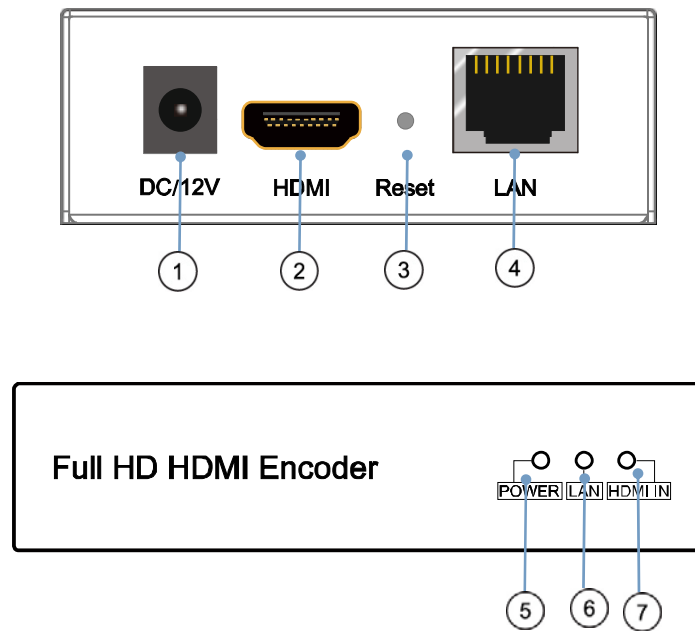 DC/12V HDMI Reset LAN
1 2 3 4
Full HD HDMI Encoder
POWER LAN HDMI IN
5 6 7